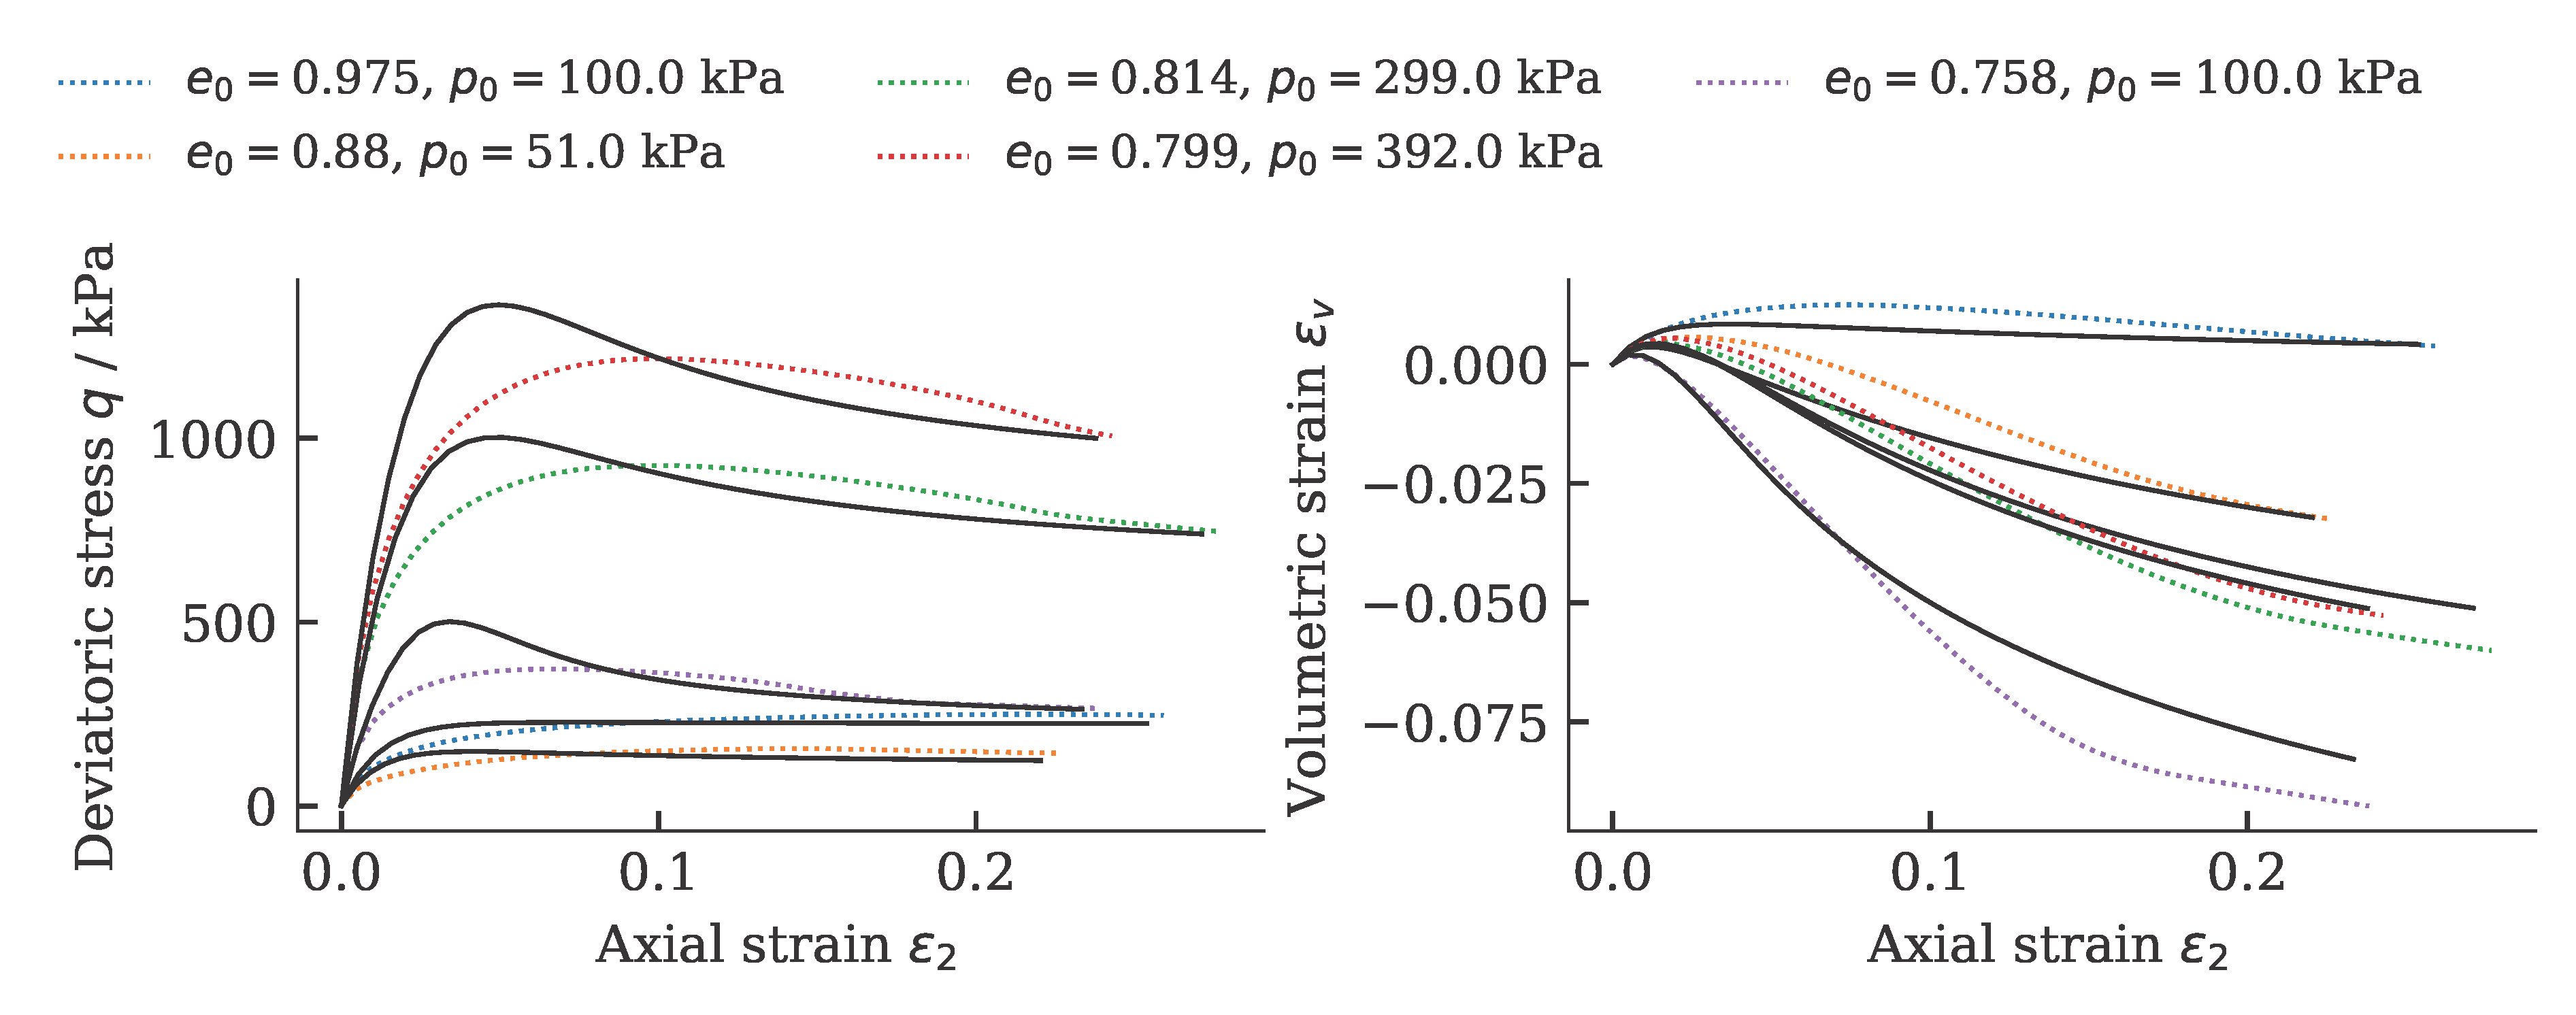 e₀ = 0.975, p₀ = 100.0 kPa
e₀ = 0.88, p₀ = 51.0 kPa
e₀ = 0.814, p₀ = 299.0 kPa
e₀ = 0.799, p₀ = 392.0 kPa
e₀ = 0.758, p₀ = 100.0 kPa
Deviatoric stress q / kPa
1000
500
0
0.0 0.1 0.2
Axial strain ε₂
Volumetric strain εᵥ
0.000
−0.025
−0.050
−0.075
0.0 0.1 0.2
Axial strain ε₂